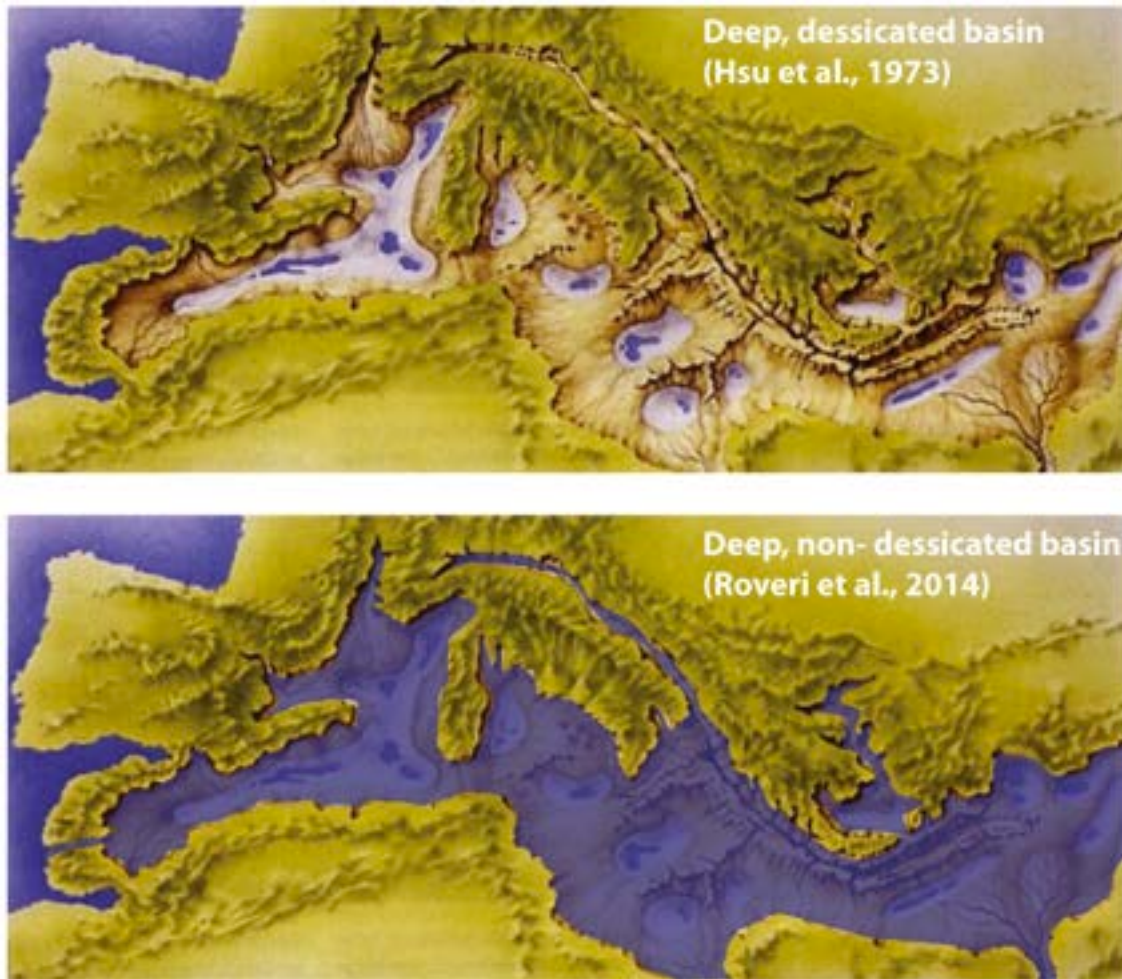 Deep, dessicated basin
(Hsu et al., 1973)
Deep, non- dessicated basin
(Roveri et al., 2014)